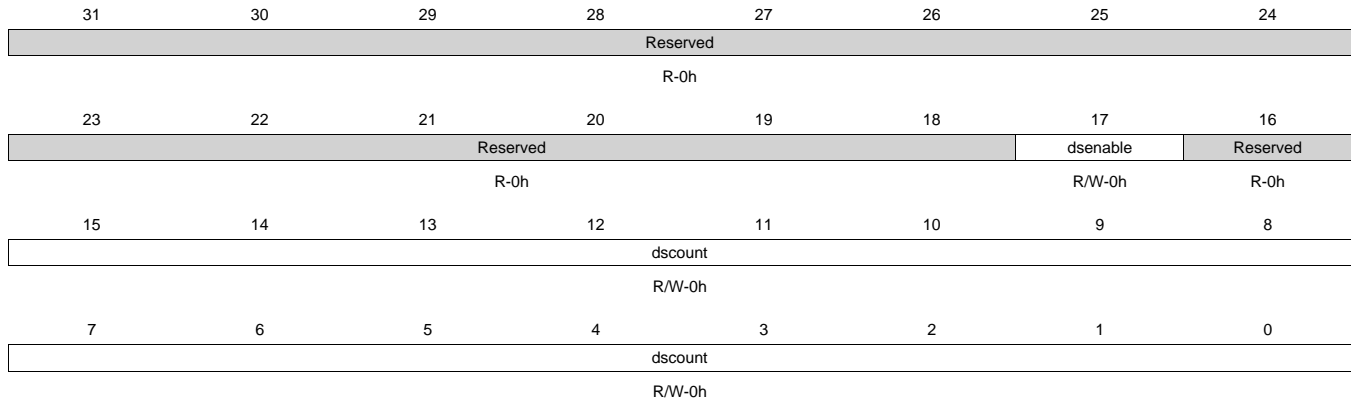 31 30 29 28 27 26 25 24
Reserved
R-0h
23 22 21 20 19 18 17 16
Reserved dsenable Reserved
R-0h R/W-0h R-0h
15 14 13 12 11 10 9 8
dscount
R/W-0h
7 6 5 4 3 2 1 0
dscount
R/W-0h